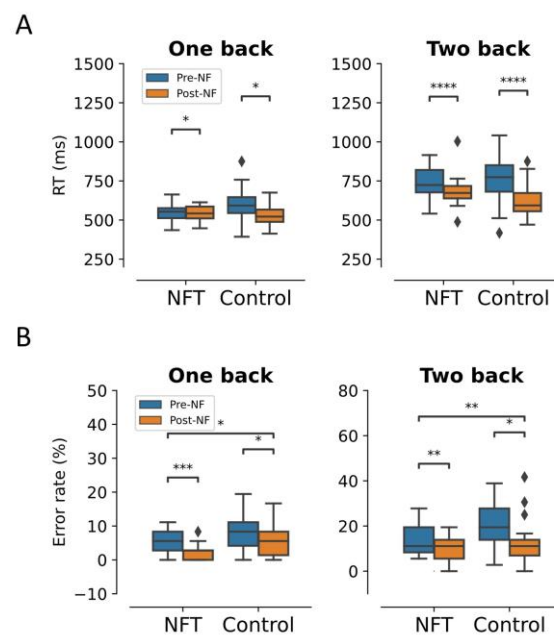 A
One back
Two back
Pre-NF
Post-NF
RT (ms)
1500
1250
1000
750
500
250
*
*
NFT
Control
1500
1250
1000
750
500
250
****
****
NFT
Control
B
One back
Two back
Pre-NF
Post-NF
Error rate (%)
50
40
30
20
10
0
−10
*
*
***
NFT
Control
80
60
40
20
0
**
*
**
NFT
Control